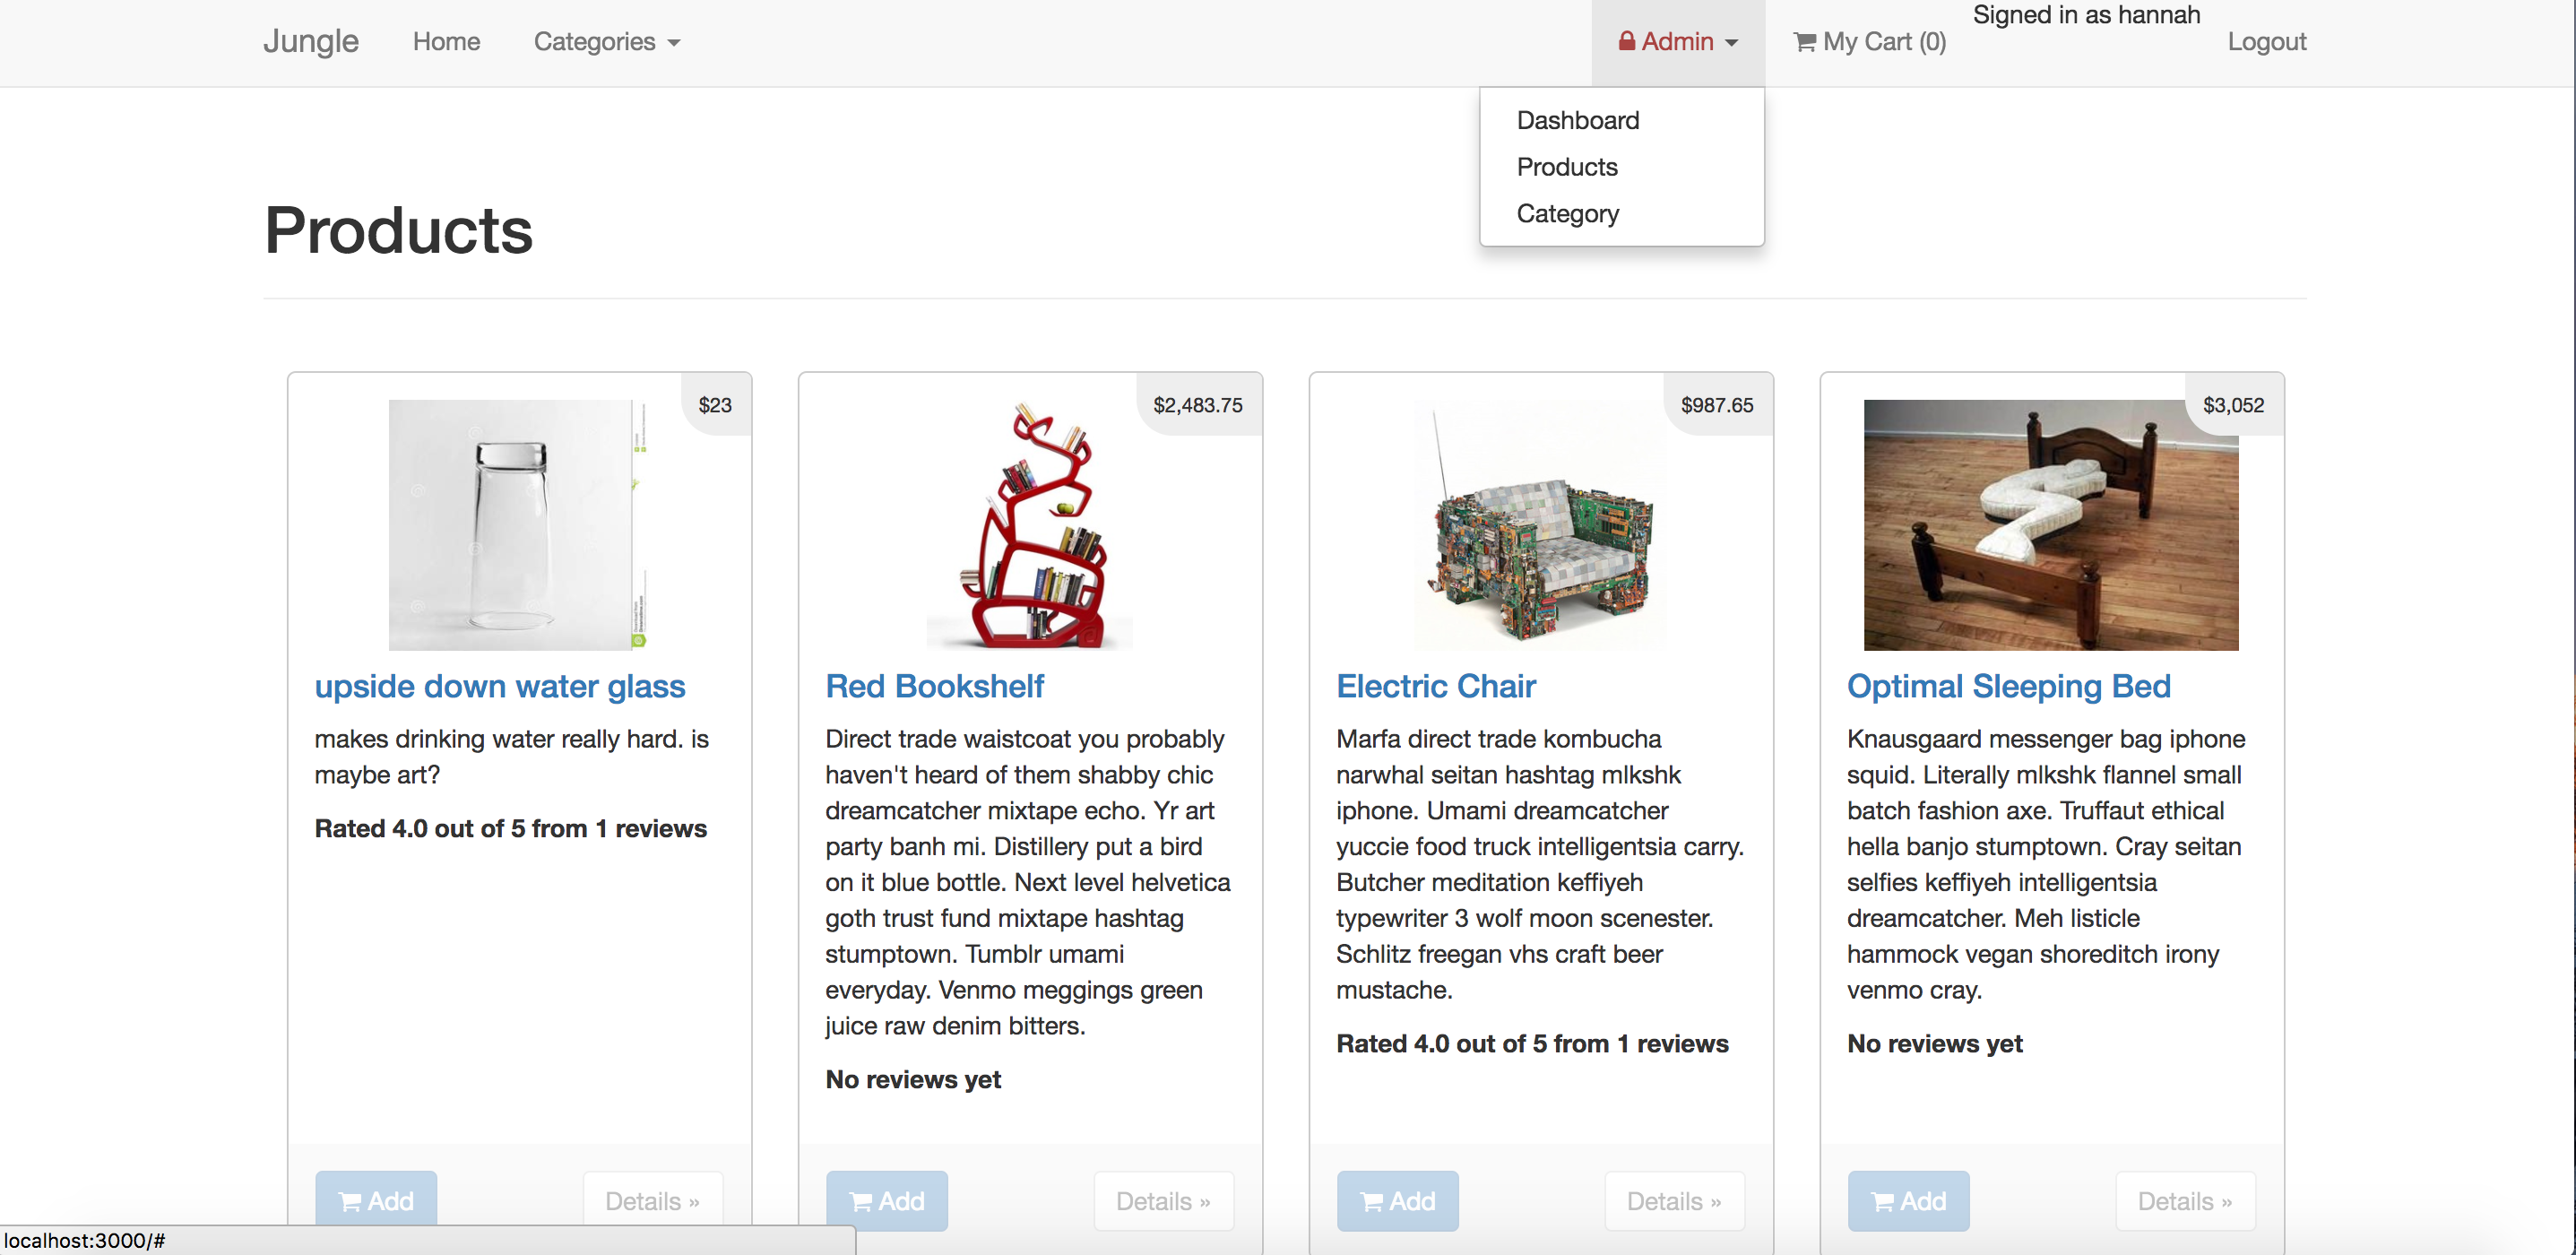 Jungle Home Categories Admin My Cart (0) Signed in as hannah Logout
Dashboard
Products
Category
Products
$23
upside down water glass
makes drinking water really hard. is
maybe art?
Rated 4.0 out of 5 from 1 reviews
Add Details »
$2,483.75
Red Bookshelf
Direct trade waistcoat you probably
haven't heard of them shabby chic
dreamcatcher mixtape echo. Yr art
party banh mi. Distillery put a bird
on it blue bottle. Next level helvetica
goth trust fund mixtape hashtag
stumptown. Tumblr umami
everyday. Venmo meggings green
juice raw denim bitters.
No reviews yet
Add Details »
$987.65
Electric Chair
Marfa direct trade kombucha
narwhal seitan hashtag mlkshk
iphone. Umami dreamcatcher
yuccie food truck intelligentsia carry.
Butcher meditation keffiyeh
typewriter 3 wolf moon scenester.
Schlitz freegan vhs craft beer
mustache.
Rated 4.0 out of 5 from 1 reviews
Add Details »
$3,052
Optimal Sleeping Bed
Knausgaard messenger bag iphone
squid. Literally mlkshk flannel small
batch fashion axe. Truffaut ethical
hella banjo stumptown. Cray seitan
selfies keffiyeh intelligentsia
dreamcatcher. Meh listicle
hammock vegan shoreditch irony
venmo cray.
No reviews yet
Add Details »
localhost:3000/#